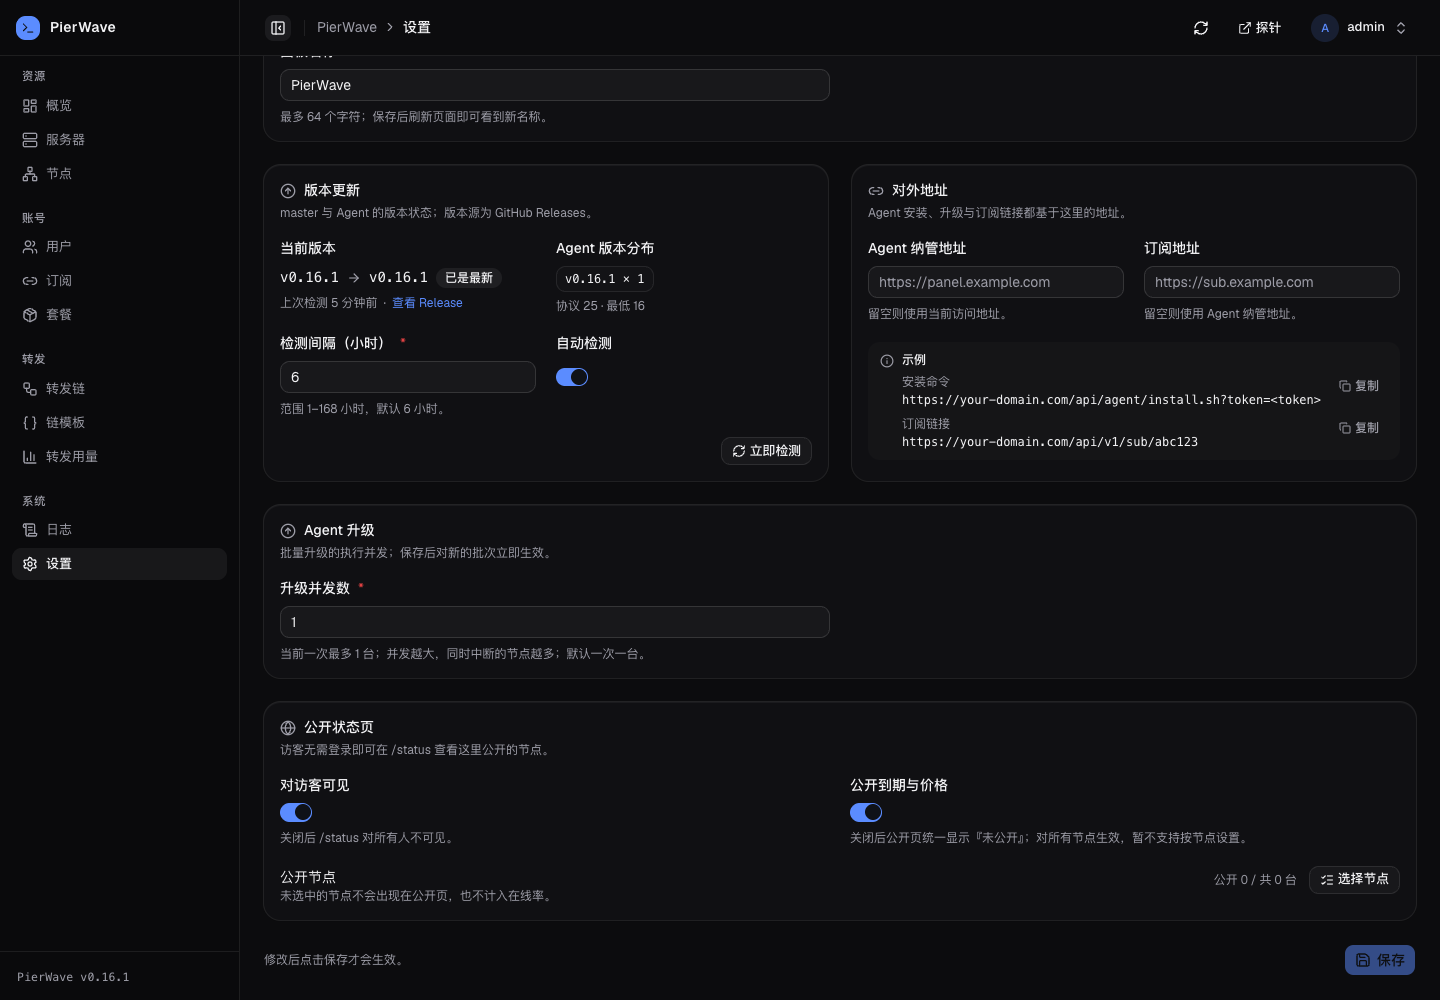 PierWave
PierWave > 设置
探针
A admin
资源
概览
服务器
节点
账号
用户
订阅
套餐
转发
转发链
链模板
转发用量
系统
日志
设置
PierWave v0.16.1
PierWave
最多 64 个字符；保存后刷新页面即可看到新名称。
版本更新
master 与 Agent 的版本状态；版本源为 GitHub Releases。
当前版本
v0.16.1 → v0.16.1 已是最新
上次检测 5 分钟前 · 查看 Release
Agent 版本分布
v0.16.1 × 1
协议 25 · 最低 16
检测间隔（小时） *
6
范围 1–168 小时，默认 6 小时。
自动检测
立即检测
对外地址
Agent 安装、升级与订阅链接都基于这里的地址。
Agent 纳管地址
https://panel.example.com
留空则使用当前访问地址。
订阅地址
https://sub.example.com
留空则使用 Agent 纳管地址。
示例
安装命令
https://your-domain.com/api/agent/install.sh?token=<token>
复制
订阅链接
https://your-domain.com/api/v1/sub/abc123
复制
Agent 升级
批量升级的执行并发；保存后对新的批次立即生效。
升级并发数 *
1
当前一次最多 1 台；并发越大，同时中断的节点越多；默认一次一台。
公开状态页
访客无需登录即可在 /status 查看这里公开的节点。
对访客可见
关闭后 /status 对所有人不可见。
公开到期与价格
关闭后公开页统一显示『未公开』；对所有节点生效，暂不支持按节点设置。
公开节点
未选中的节点不会出现在公开页，也不计入在线率。
公开 0 / 共 0 台
选择节点
修改后点击保存才会生效。
保存